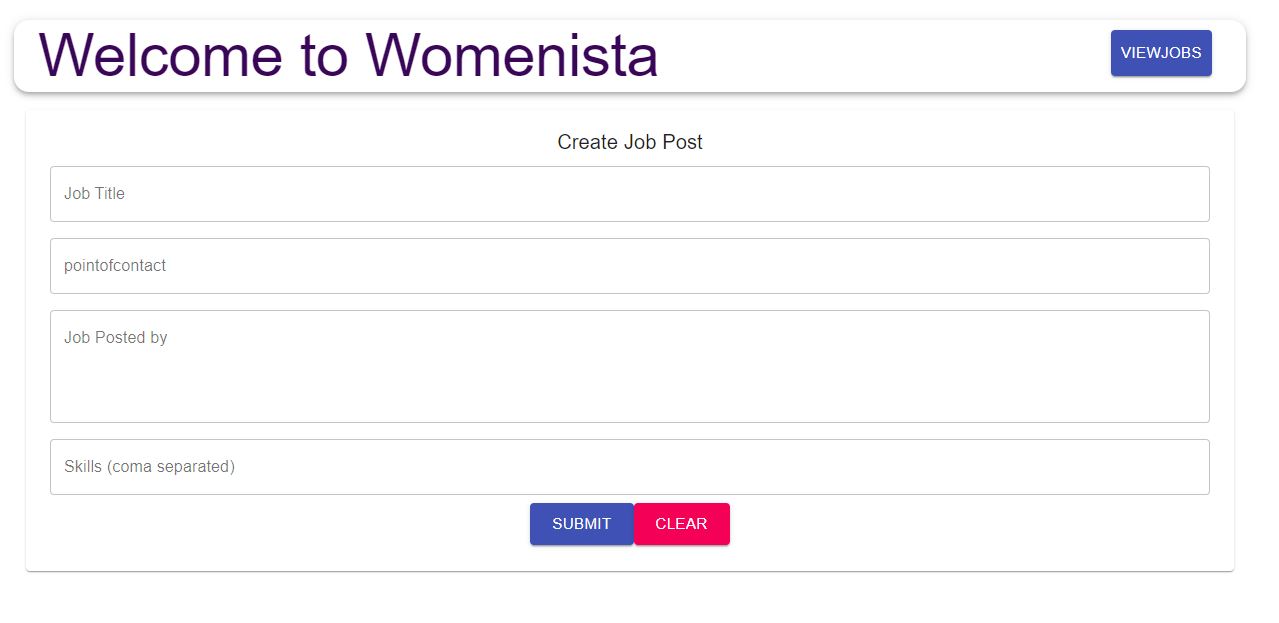 Welcome to Womenista
VIEWJOBS
Create Job Post
Job Title
pointofcontact
Job Posted by
Skills (coma separated)
SUBMIT
CLEAR